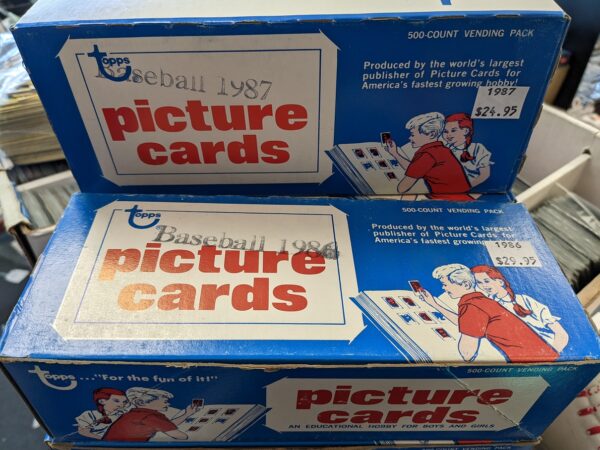 500-COUNT VENDING PACK
Topps
Baseball 1987
picture
cards
Produced by the world's largest
publisher of Picture Cards for
America's fastest growing hobby!
1987
$24.95
500-COUNT VENDING PACK
Topps
Baseball 1986
picture
cards
Produced by the world's largest
publisher of Picture Cards for
America's fastest growing
1986
$29.95
500-COUNT VENDING PACK
Topps..."For the fun of it!"
picture
cards
AN EDUCATIONAL HOBBY FOR BOYS AND GIRLS